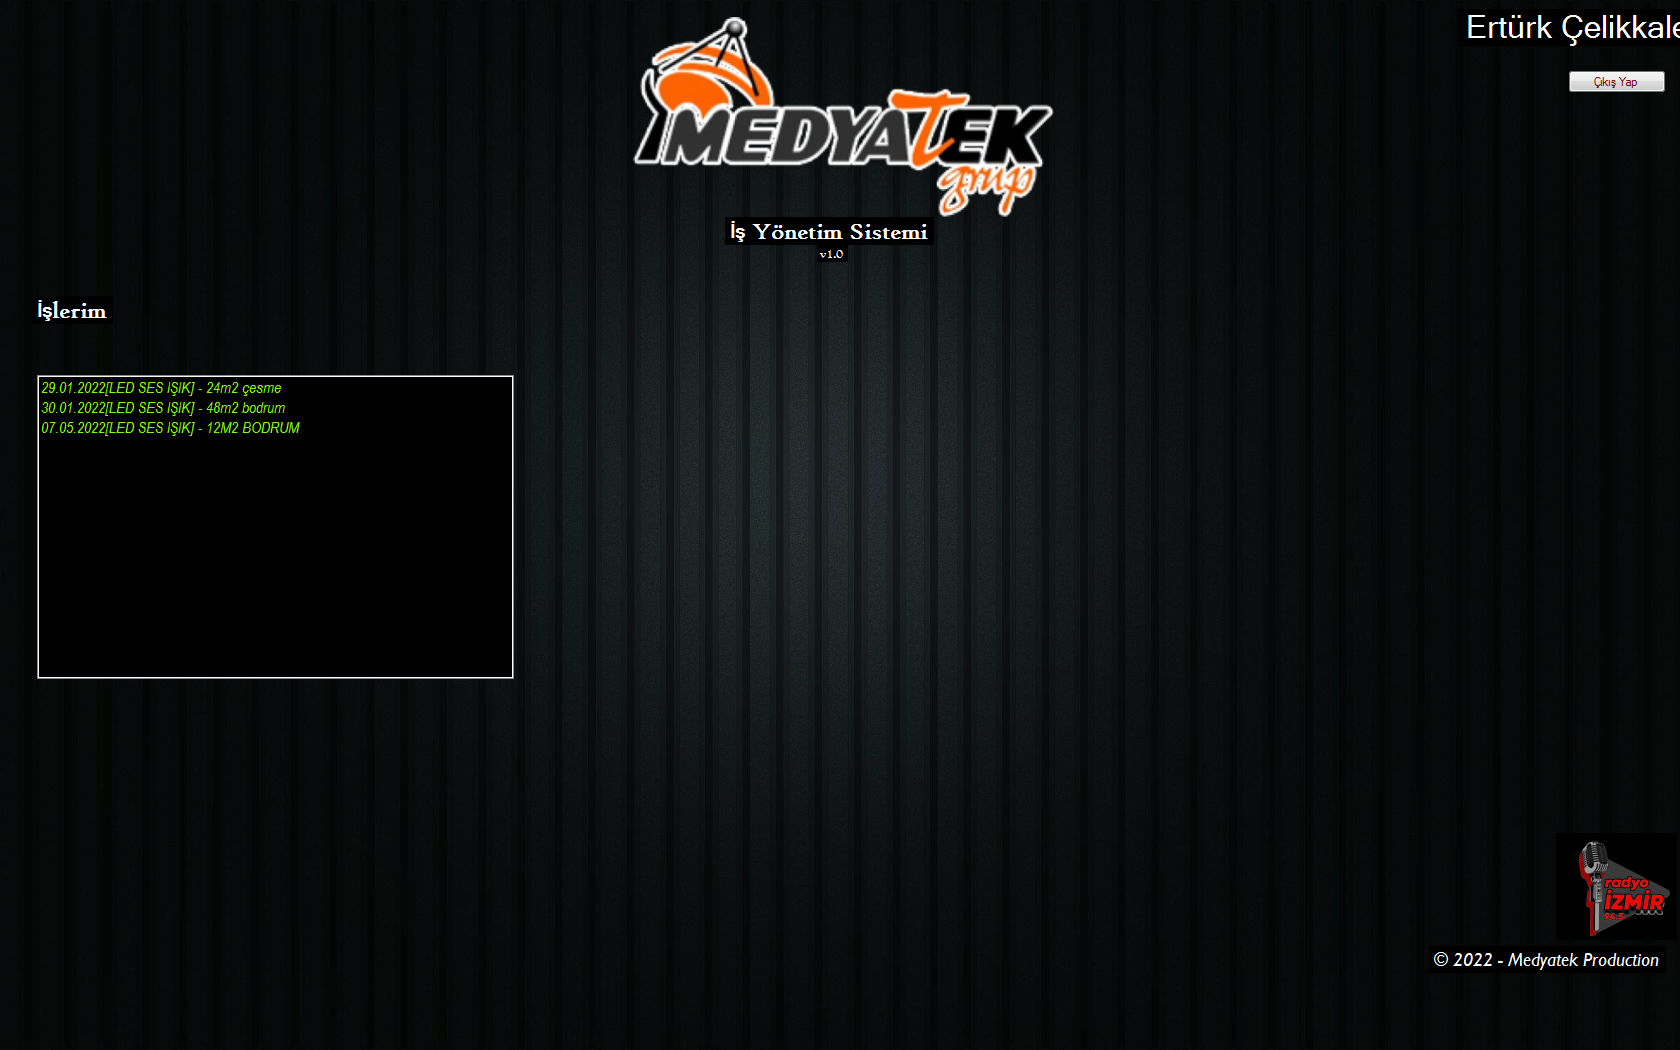 Ertürk Çelikkale
Çıkış Yap
MEDYATEK
grup
İş Yönetim Sistemi
v1.0
İşlerim
29.01.2022[LED SES IŞIK] - 24m2 çesme
30.01.2022[LED SES IŞIK] - 48m2 bodrum
07.05.2022[LED SES IŞIK] - 12M2 BODRUM
radyo
İZMİR
96.5
© 2022 - Medyatek Production